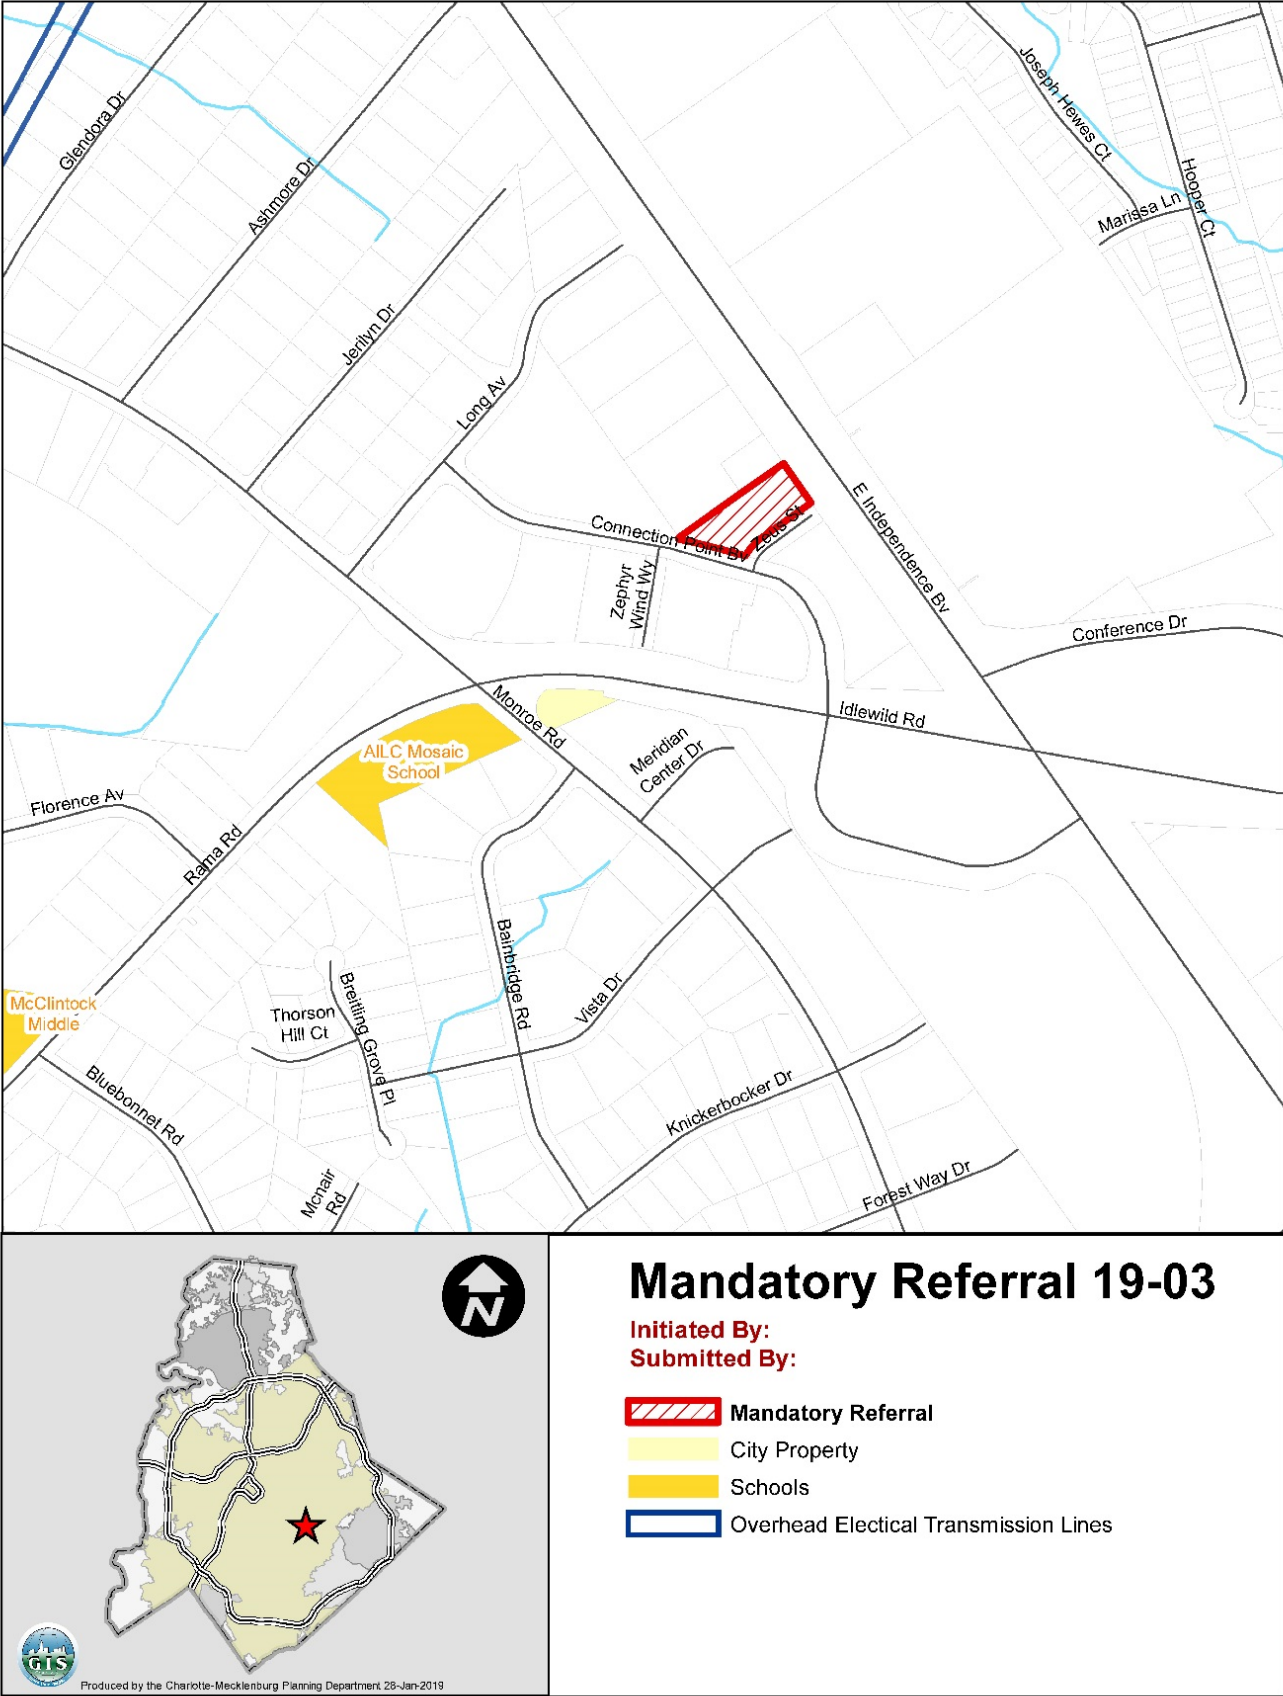 Glendora Dr
Ashmore Dr
Jerilyn Dr
Long Av
Joseph Hewes Ct
Hooper Ct
Marissa Ln
Connection Point Bv
Zeus St
Zephyr
Wind Wy
E Independence Bv
Conference Dr
Idlewild Rd
Monroe Rd
Meridian
Center Dr
AILC Mosaic
School
Florence Av
Rama Rd
Bainbridge Rd
Vista Dr
McClintock
Middle
Thorson
Hill Ct
Breitling Grove Pl
Bluebonnet Rd
Mcnair
Rd
Knickerbocker Dr
Forest Way Dr
N
GIS
Produced by the Charlotte-Mecklenburg Planning Department 28-Jan-2019
Mandatory Referral 19-03
Initiated By:
Submitted By:
Mandatory Referral
City Property
Schools
Overhead Electical Transmission Lines